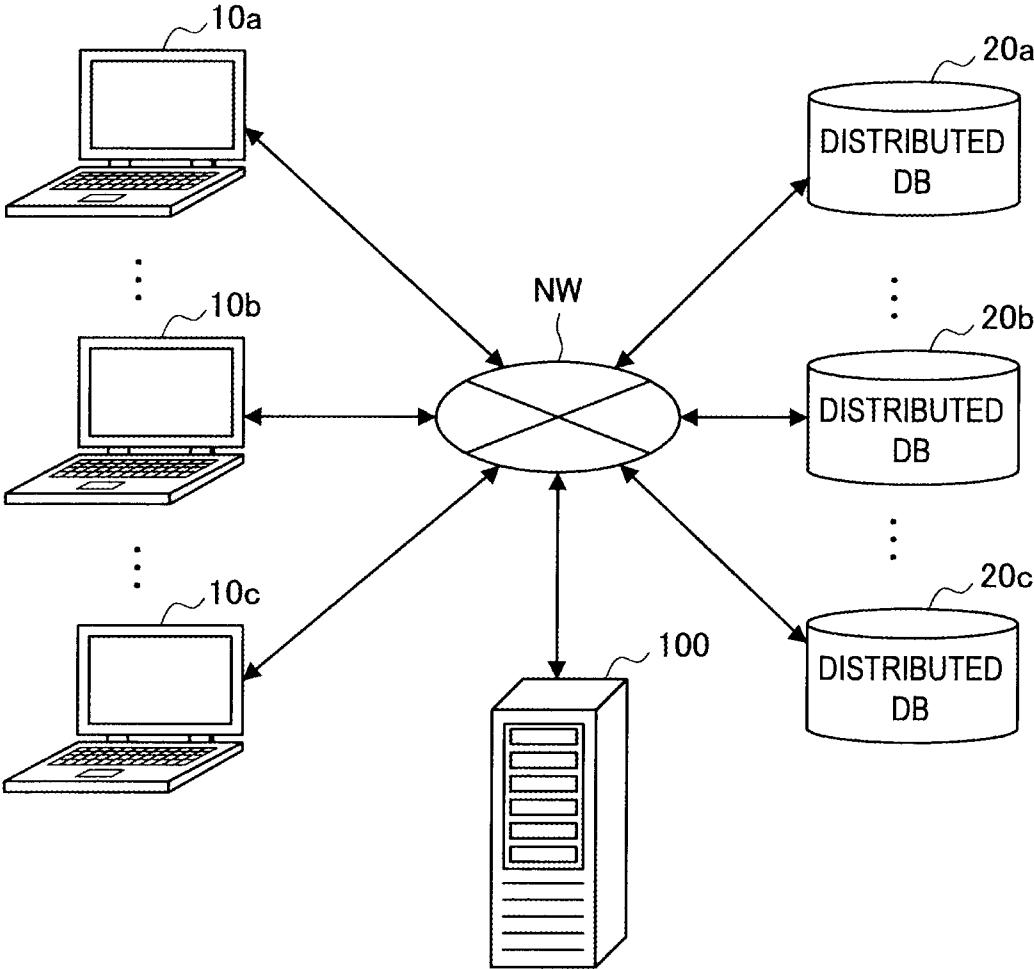 10a
20a
DISTRIBUTED
DB
NW
10b
20b
DISTRIBUTED
DB
10c
20c
DISTRIBUTED
DB
100